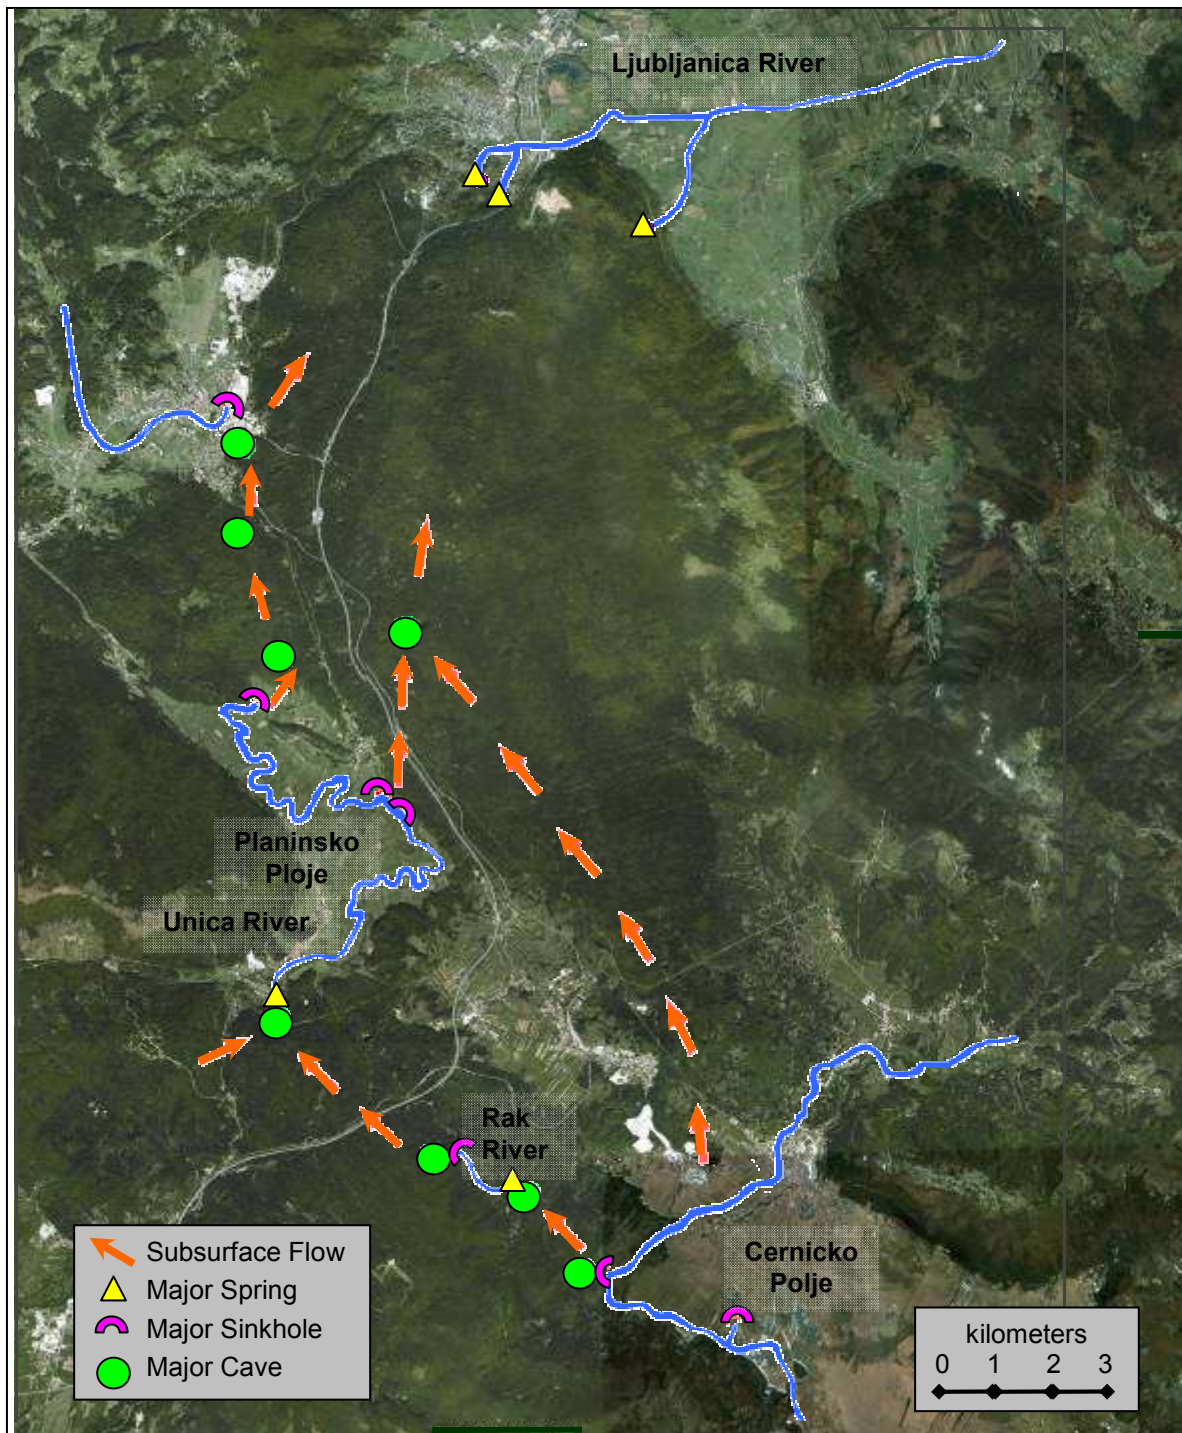 Ljubljanica River
Planinsko
Ploje
Unica River
Rak
River
Cernicko
Polje
Subsurface Flow
Major Spring
Major Sinkhole
Major Cave
kilometers
0 1 2 3